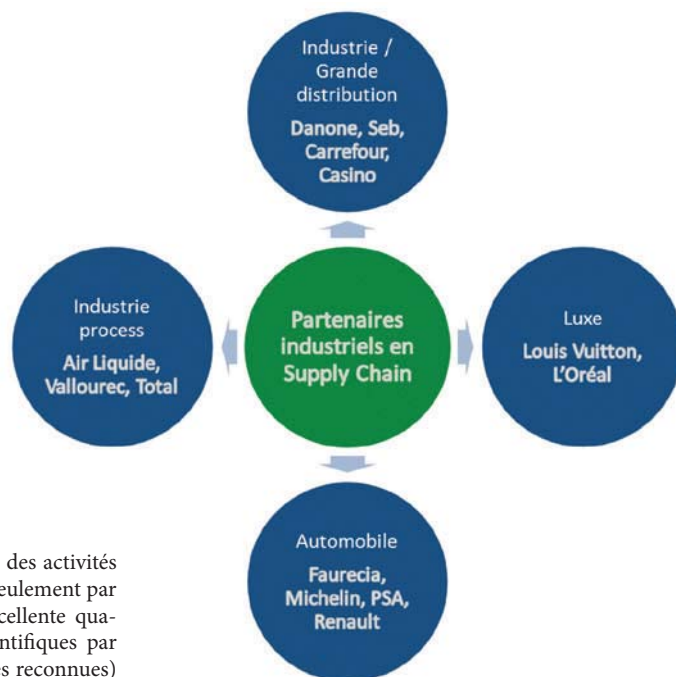 Industrie /
Grande
distribution
Danone, Seb,
Carrefour,
Casino
Industrie
process
Air Liquide,
Vallourec, Total
Partenaires
industriels en
Supply Chain
Luxe
Louis Vuitton,
L'Oréal
Automobile
Faurecia,
Michelin, PSA,
Renault
des activités
eulement par
cellente qua-
ntifiques par
es reconnues)